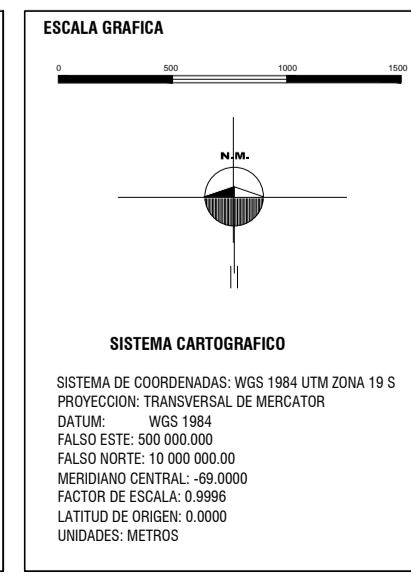 ESCALA GRAFICA
0 500 1000 1500
N.M.
SISTEMA CARTOGRAFICO
SISTEMA DE COORDENADAS: WGS 1984 UTM ZONA 19 S
PROYECCION: TRANSVERSAL DE MERCATOR
DATUM: WGS 1984
FALSO ESTE: 500 000.000
FALSO NORTE: 10 000 000.00
MERIDIANO CENTRAL: -69.0000
FACTOR DE ESCALA: 0.9996
LATITUD DE ORIGEN: 0.0000
UNIDADES: METROS